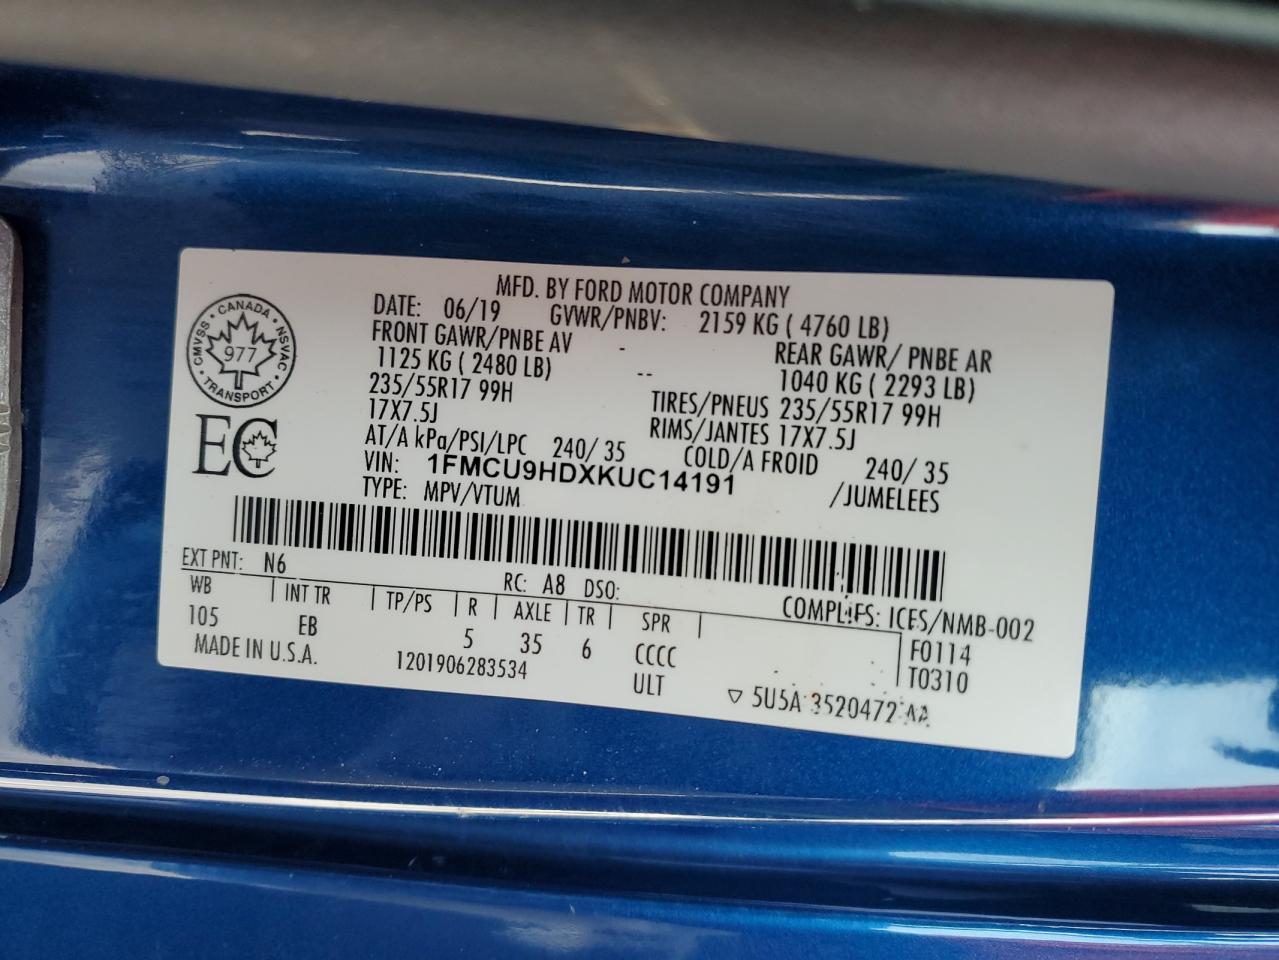 MFD. BY FORD MOTOR COMPANY
DATE: 06/19 GVWR/PNBV: 2159 KG ( 4760 LB)
FRONT GAWR/PNBE AV - REAR GAWR/ PNBE AR
1125 KG ( 2480 LB) -- 1040 KG ( 2293 LB)
235/55R17 99H TIRES/PNEUS 235/55R17 99H
17X7.5J RIMS/JANTES 17X7.5J
AT/A kPa/PSI/LPC 240/ 35 COLD/A FROID 240/ 35
VIN: 1FMCU9HDXKUC14191 /JUMELEES
TYPE: MPV/VTUM
CANADA
CMVSS NSVAC
977
TRANSPORT
EC
EXT PNT: N6 RC: A8 DSO: COMPLIES: ICES/NMB-002
WB INT TR TP/PS R AXLE TR SPR F0114
105 EB 5 35 6 CCCC T0310
MADE IN U.S.A. 1201906283534 ULT 5U5A 3520472 AA